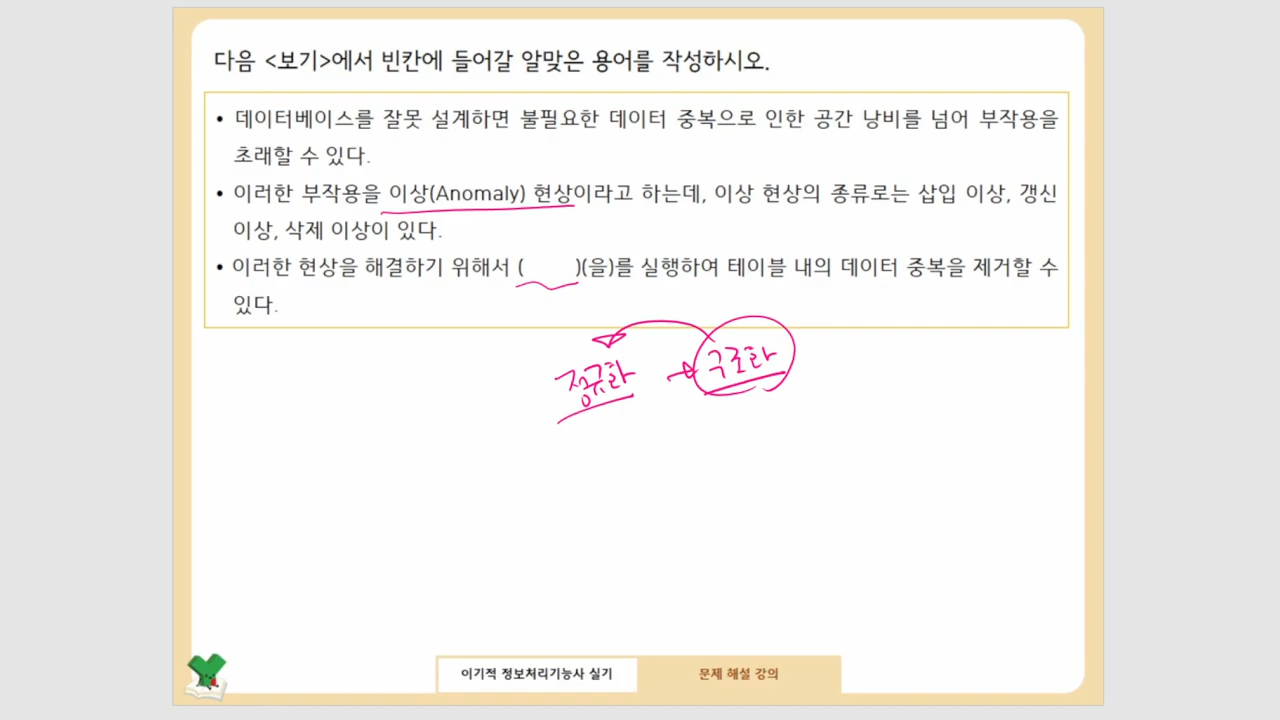 다음 <보기>에서 빈칸에 들어갈 알맞은 용어를 작성하시오.
• 데이터베이스를 잘못 설계하면 불필요한 데이터 중복으로 인한 공간 낭비를 넘어 부작용을
초래할 수 있다.
• 이러한 부작용을 이상(Anomaly) 현상이라고 하는데, 이상 현상의 종류로는 삽입 이상, 갱신
이상, 삭제 이상이 있다.
• 이러한 현상을 해결하기 위해서 (      )(을)를 실행하여 테이블 내의 데이터 중복을 제거할 수
있다.
정규화 구조화
이기적 정보처리기능사 실기 문제 해설 강의